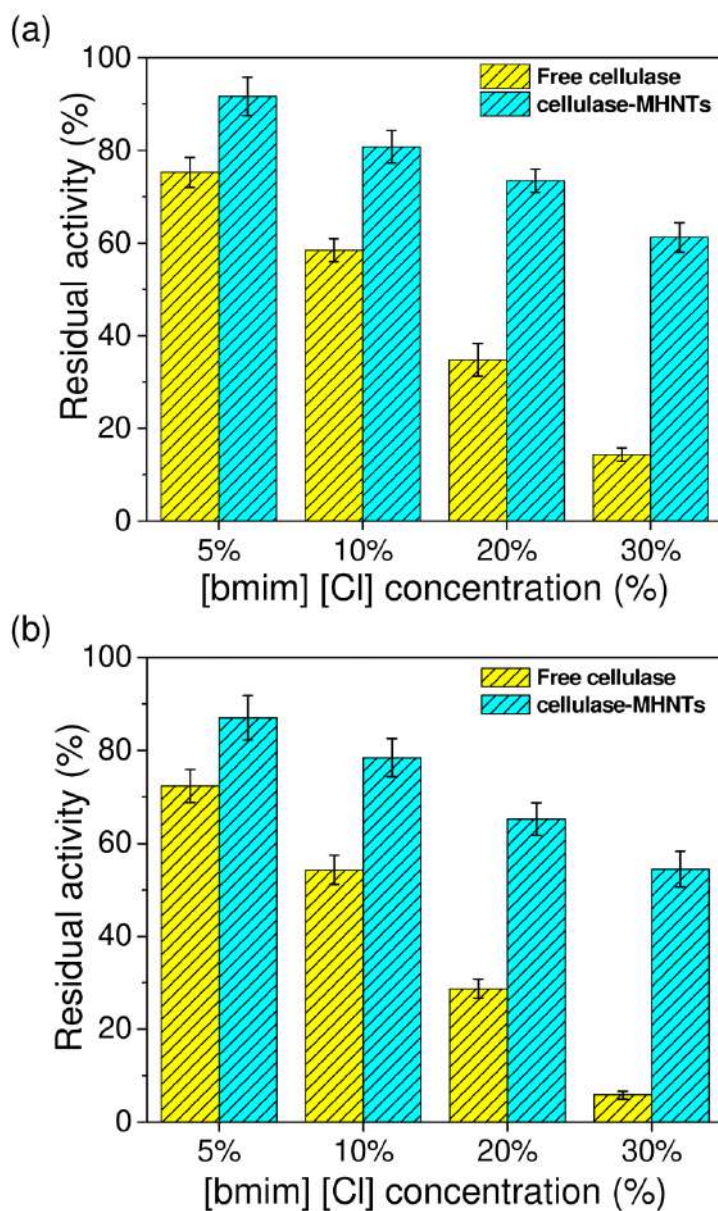 (a)
100
80
60
40
20
0
Residual activity (%)
Free cellulase
cellulase-MHNTs
5% 10% 20% 30%
[bmim] [Cl] concentration (%)
(b)
100
80
60
40
20
0
Residual activity (%)
Free cellulase
cellulase-MHNTs
5% 10% 20% 30%
[bmim] [Cl] concentration (%)